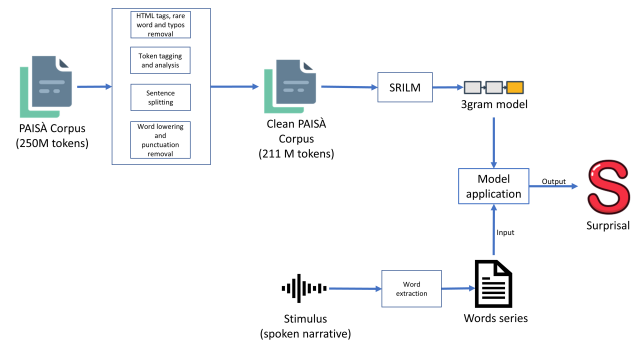 HTML tags, rare
word and typos
removal
Token tagging
and analysis
Sentence
splitting
Word lowering
and
punctuation
removal
PAISÀ Corpus
(250M tokens)
Clean PAISÀ
Corpus
(211 M tokens)
SRILM
3gram model
Model
application
Output
S
Surprisal
Input
Word
extraction
Stimulus
(spoken narrative)
Words series